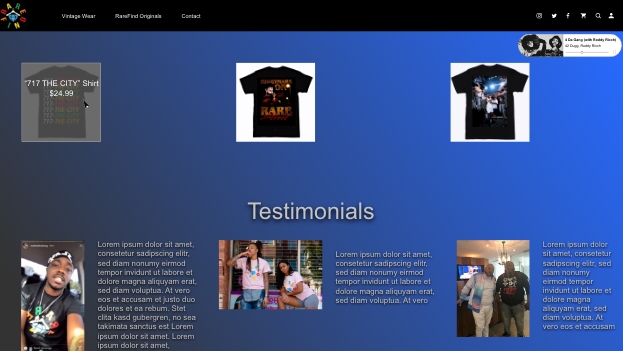 Vintage Wear
RareFind Originals
Contact
4 Da Gang (with Roddy Ricch)
42 Dugg, Roddy Ricch
"717 THE CITY" Shirt
$24.99
717 THE CITY
RARE
Testimonials
Lorem ipsum dolor sit amet,
consetetur sadipscing elitr,
sed diam nonumy eirmod
tempor invidunt ut labore et
dolore magna aliquyam erat,
sed diam voluptua. At vero
eos et accusam et justo duo
dolores et ea rebum. Stet
clita kasd gubergren, no sea
takimata sanctus est Lorem
ipsum dolor sit amet.
Lorem ipsum dolor sit amet,
consetetur sadipscing elitr,
sed diam nonumy eirmod
tempor invidunt ut labore et
dolore magna aliquyam erat,
sed diam voluptua. At vero
Lorem ipsum dolor
sit amet, consetetur
sadipscing elitr, sed
diam nonumy
eirmod tempor
invidunt ut labore et
dolore magna
aliquyam erat, sed
diam voluptua. At
vero eos et accusam